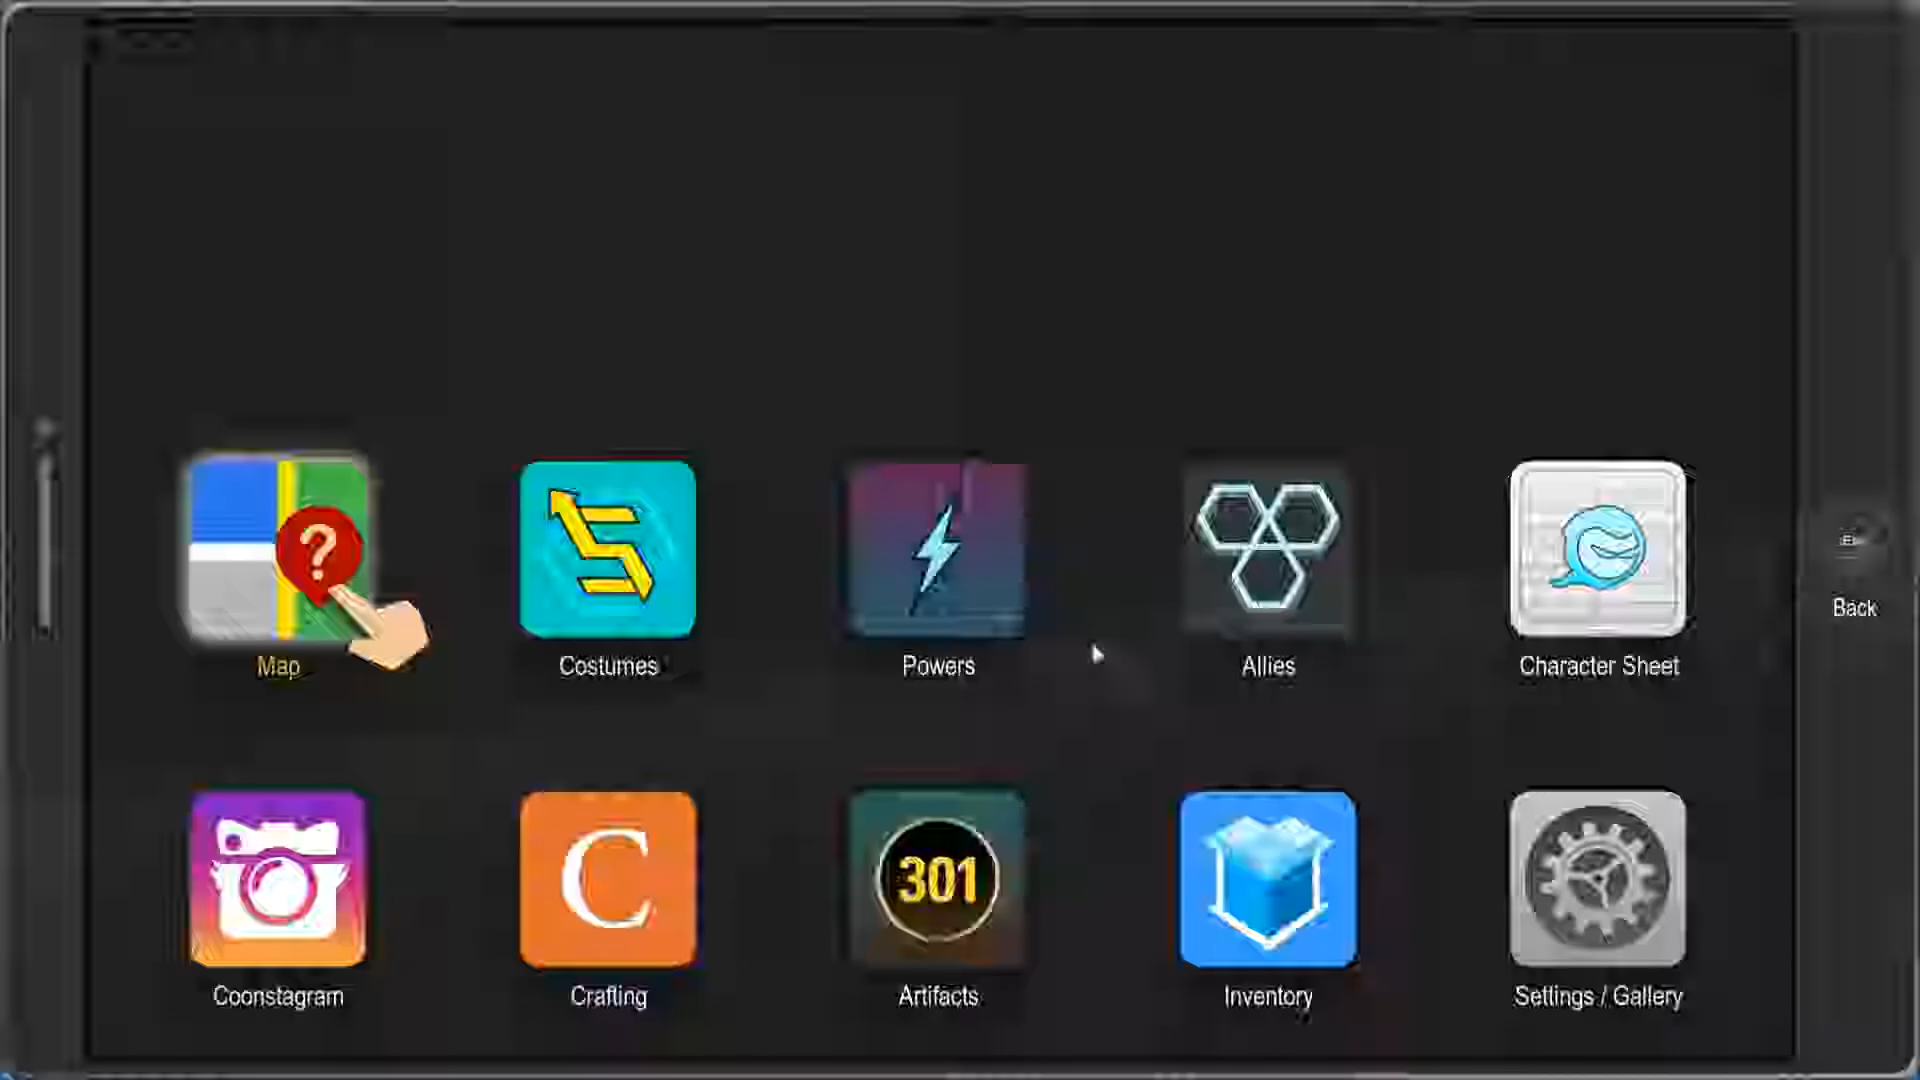 ?
Map
Costumes
Powers
Allies
Character Sheet
Back
C
301
Coonstagram
Crafting
Artifacts
Inventory
Settings / Gallery